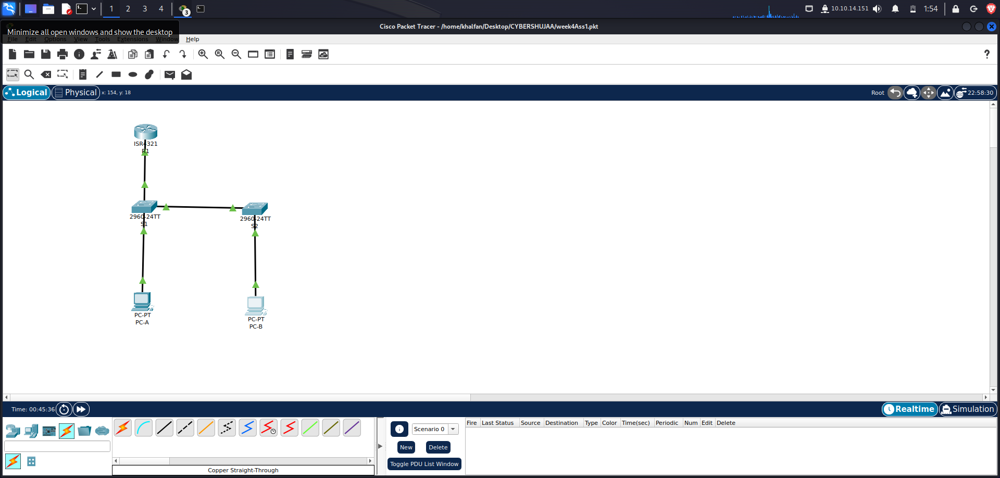 1 2 3 4 3 10.10.14.151 1:54
Cisco Packet Tracer - /home/khalfan/Desktop/CYBERSHUJAA/week4Ass1.pkt
Minimize all open windows and show the desktop
File Edit Options View Tools Extensions Window Help
Logical Physical x: 154, y: 18 Root 22:58:30
ISR4321
R1
2960-24TT
S1
2960-24TT
S2
PC-PT
PC-A
PC-PT
PC-B
Time: 00:45:36 Realtime Simulation
Scenario 0
New Delete
Toggle PDU List Window
Fire Last Status Source Destination Type Color Time(sec) Periodic Num Edit Delete
Copper Straight-Through